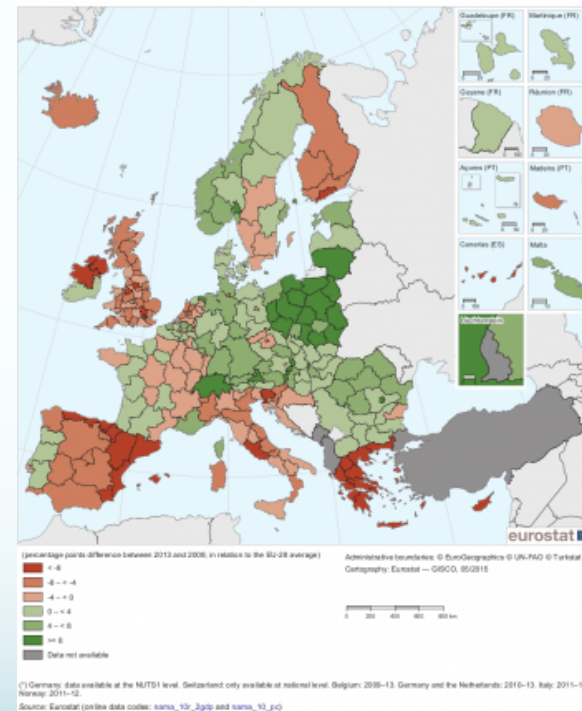 Guadeloupe (FR)
Martinique (FR)
Guyane (FR)
Réunion (FR)
Açores (PT)
Madeira (PT)
Canarias (ES)
Malta
Liechtenstein
eurostat
(percentage points difference between 2013 and 2008; in relation to the EU-28 average)
< -8
-8 – < -4
-4 – < 0
0 – < 4
4 – < 8
>= 8
Data not available
Administrative boundaries: © EuroGeographics © UN-FAO © Turkstat
Cartography: Eurostat — GISCO, 05/2015
0 200 400 600 800 km
(¹) Germany: data available at the NUTS1 level. Switzerland: only available at national level. Belgium: 2009–13. Germany and the Netherlands: 2010–13. Italy: 2011–1
Norway: 2011–12.
Source: Eurostat (online data codes: nama_10r_2gdp and nama_10_pc)